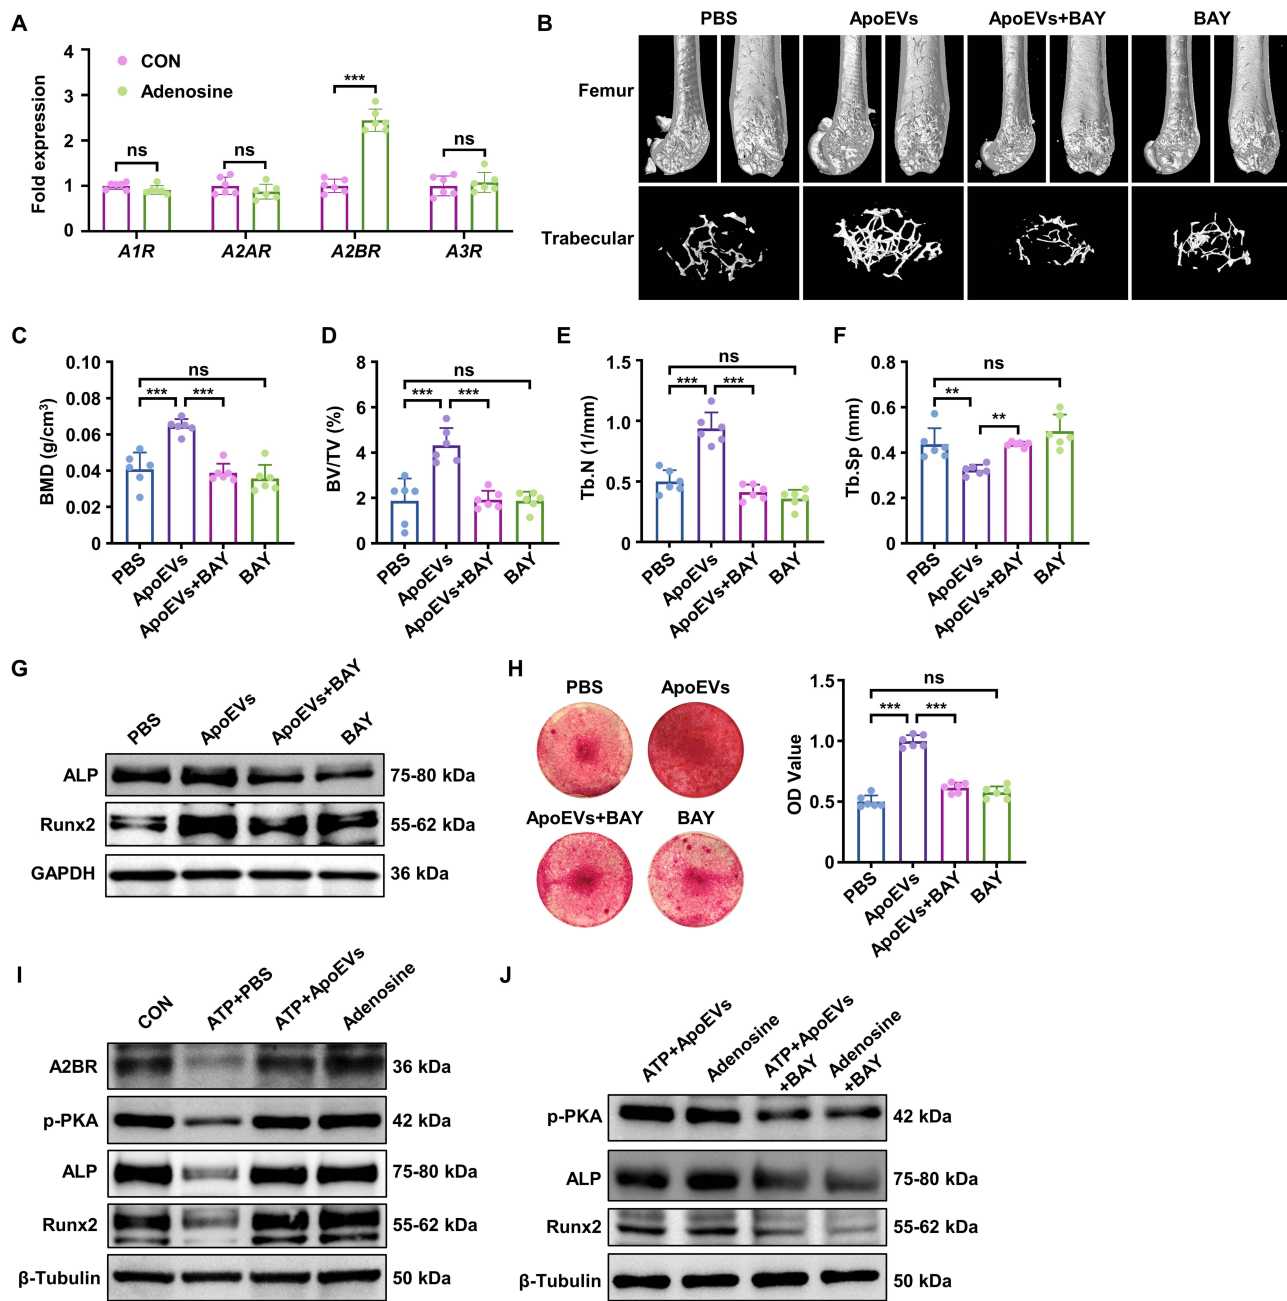 A
CON
Adenosine
Fold expression
4
3
2
1
0
ns
ns
***
ns
A1R
A2AR
A2BR
A3R
B
PBS
ApoEVs
ApoEVs+BAY
BAY
Femur
Trabecular
C
BMD (g/cm³)
0.10
0.08
0.06
0.04
0.02
0
ns
***
***
PBS
ApoEVs
ApoEVs+BAY
BAY
D
BV/TV (%)
8
6
4
2
0
ns
***
***
PBS
ApoEVs
ApoEVs+BAY
BAY
E
Tb.N (1/mm)
1.5
1.0
0.5
0
ns
***
***
PBS
ApoEVs
ApoEVs+BAY
BAY
F
Tb.Sp (mm)
0.8
0.6
0.4
0.2
0
ns
**
**
PBS
ApoEVs
ApoEVs+BAY
BAY
G
PBS
ApoEVs
ApoEVs+BAY
BAY
ALP
75-80 kDa
Runx2
55-62 kDa
GAPDH
36 kDa
H
PBS
ApoEVs
ApoEVs+BAY
BAY
OD Value
1.5
1.0
0.5
0
ns
***
***
PBS
ApoEVs
ApoEVs+BAY
BAY
I
CON
ATP+PBS
ATP+ApoEVs
Adenosine
A2BR
36 kDa
p-PKA
42 kDa
ALP
75-80 kDa
Runx2
55-62 kDa
β-Tubulin
50 kDa
J
ATP+ApoEVs
Adenosine
ATP+ApoEVs
+BAY
Adenosine
+BAY
p-PKA
42 kDa
ALP
75-80 kDa
Runx2
55-62 kDa
β-Tubulin
50 kDa